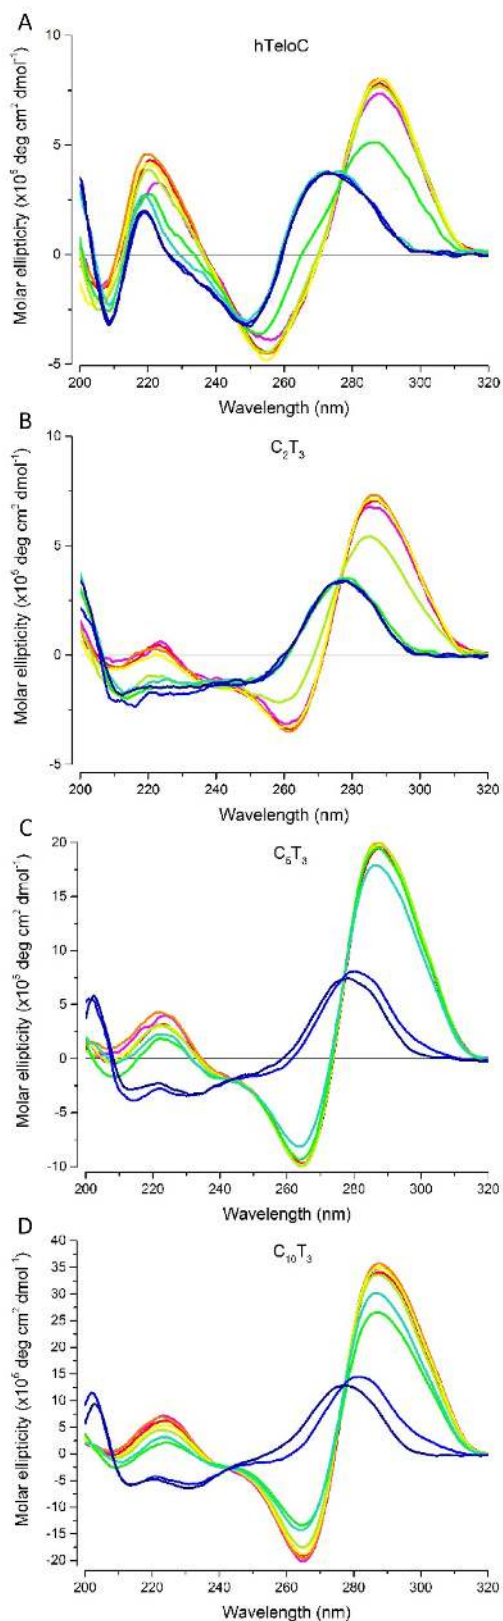 A
hTeloC
Molar ellipticity (x10⁵ deg cm² dmol⁻¹)
10
5
0
-5
200 220 240 260 280 300 320
Wavelength (nm)
B
C₂T₃
Molar ellipticity (x10⁵ deg cm² dmol⁻¹)
10
5
0
-5
200 220 240 260 280 300 320
Wavelength (nm)
C
C₅T₃
Molar ellipticity (x10⁵ deg cm² dmol⁻¹)
20
15
10
5
0
-5
-10
200 220 240 260 280 300 320
Wavelength (nm)
D
C₁₀T₃
Molar ellipticity (x10⁵ deg cm² dmol⁻¹)
40
35
30
25
20
15
10
5
0
-5
-10
-15
-20
200 220 240 260 280 300 320
Wavelength (nm)